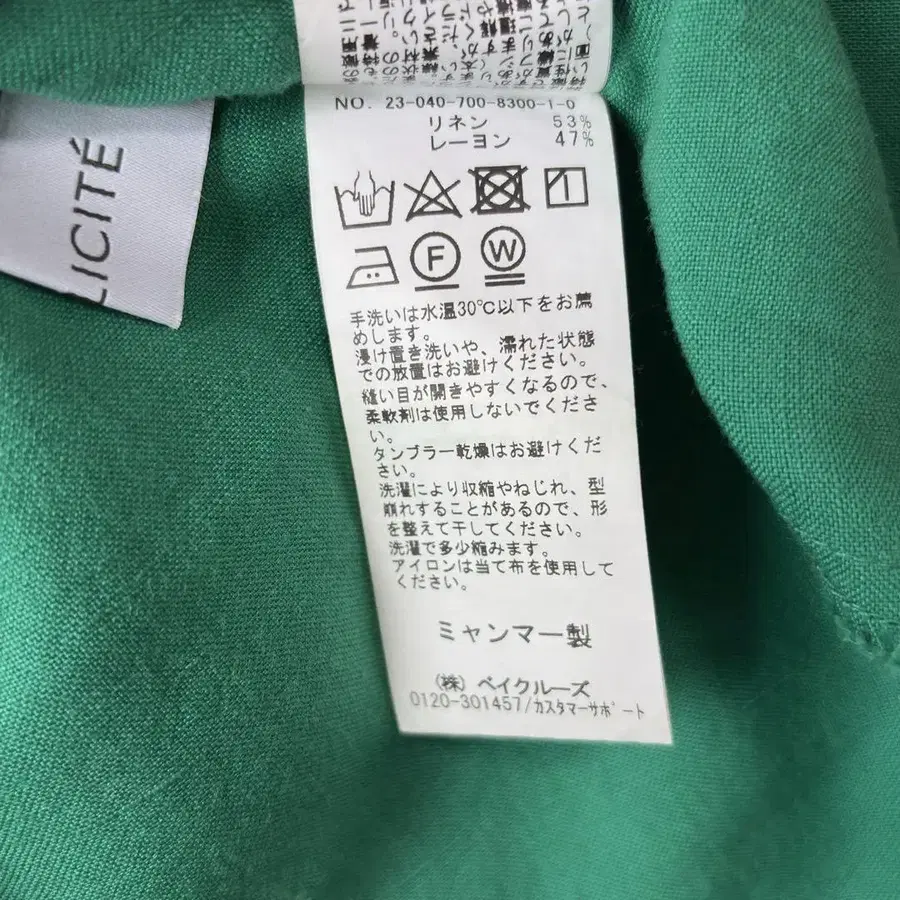 LICITÉ
NO. 23-040-700-8300-1-0
リネン 53%
レーヨン 47%
F W
手洗いは水温30℃以下をお薦
めします。
浸け置き洗いや、濡れた状態
での放置はお避けください。
縫い目が開きやすくなるので、
柔軟剤は使用しないでくださ
い。
タンブラー乾燥はお避けくだ
さい。
洗濯により収縮やねじれ、型
崩れすることがあるので、形
を整えて干してください。
洗濯で多少縮みます。
アイロンは当て布を使用して
ください。
ミャンマー製
(株) ベイクルーズ
0120-301457/カスタマーサポート